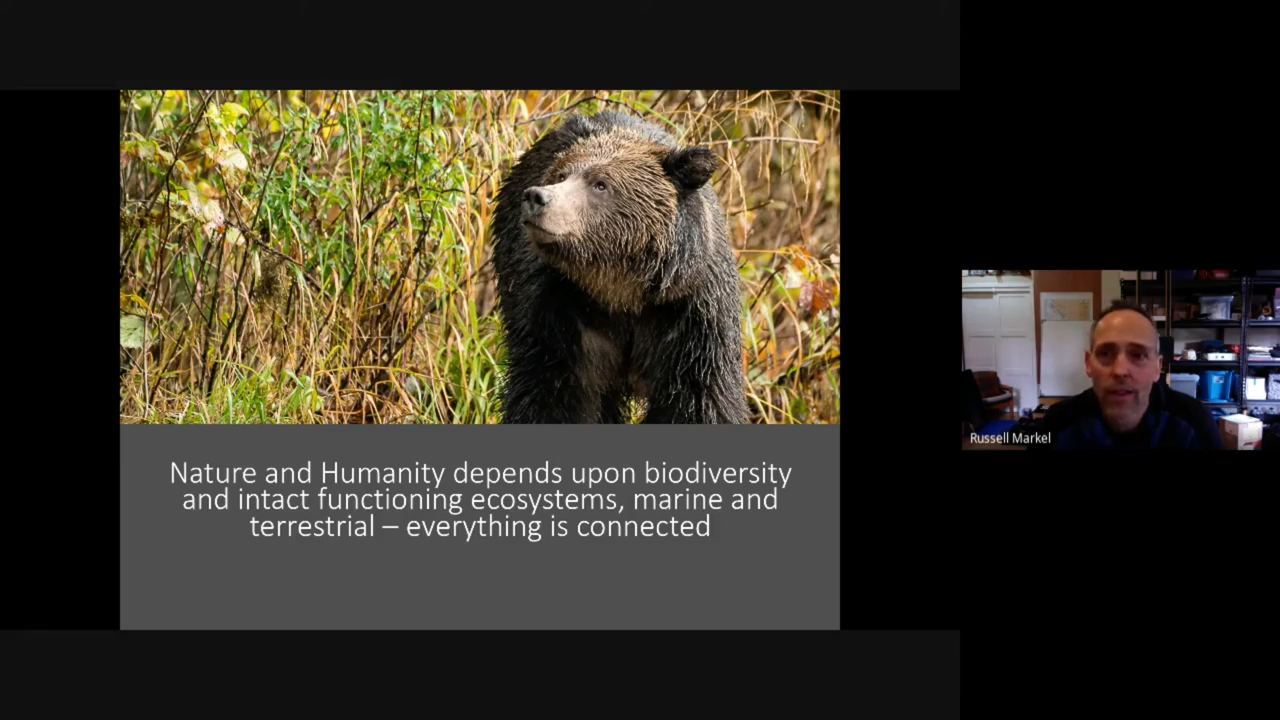 Nature and Humanity depends upon biodiversity
and intact functioning ecosystems, marine and
terrestrial – everything is connected
Russell Markel